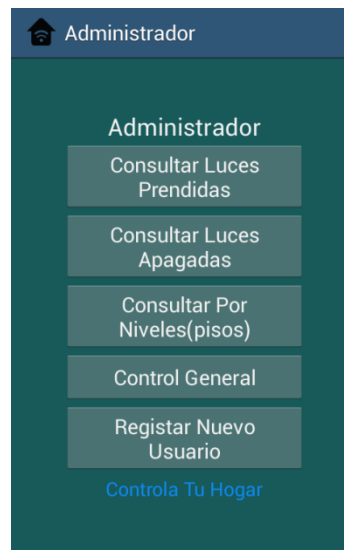 Administrador
Administrador
Consultar Luces
Prendidas
Consultar Luces
Apagadas
Consultar Por
Niveles(pisos)
Control General
Registar Nuevo
Usuario
Controla Tu Hogar